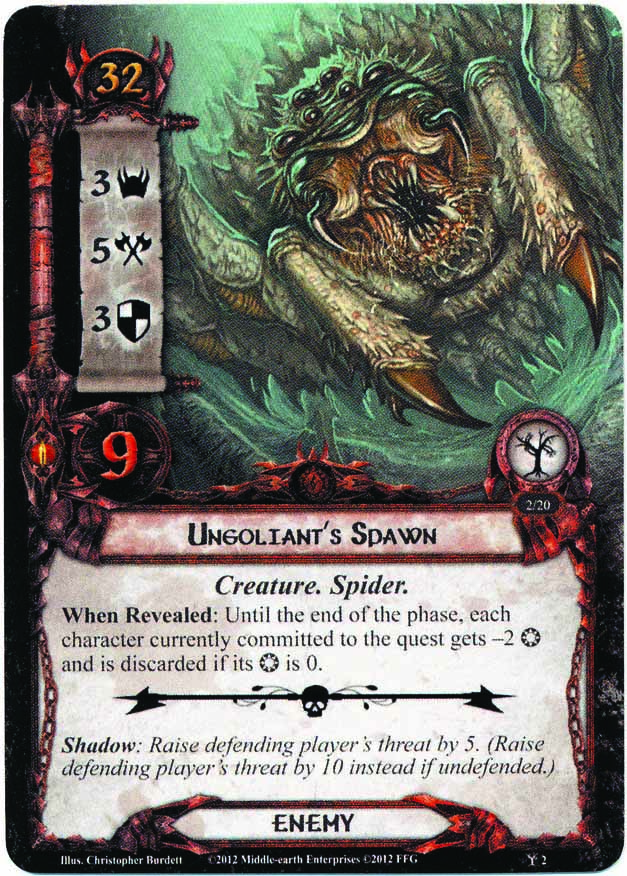 32
3
5
3
9
2/20
Ungoliant's Spawn
Creature. Spider.
When Revealed: Until the end of the phase, each
character currently committed to the quest gets –2
and is discarded if its is 0.
Shadow: Raise defending player's threat by 5. (Raise
defending player's threat by 10 instead if undefended.)
ENEMY
Illus. Christopher Burdett ©2012 Middle-earth Enterprises ©2012 FFG 2